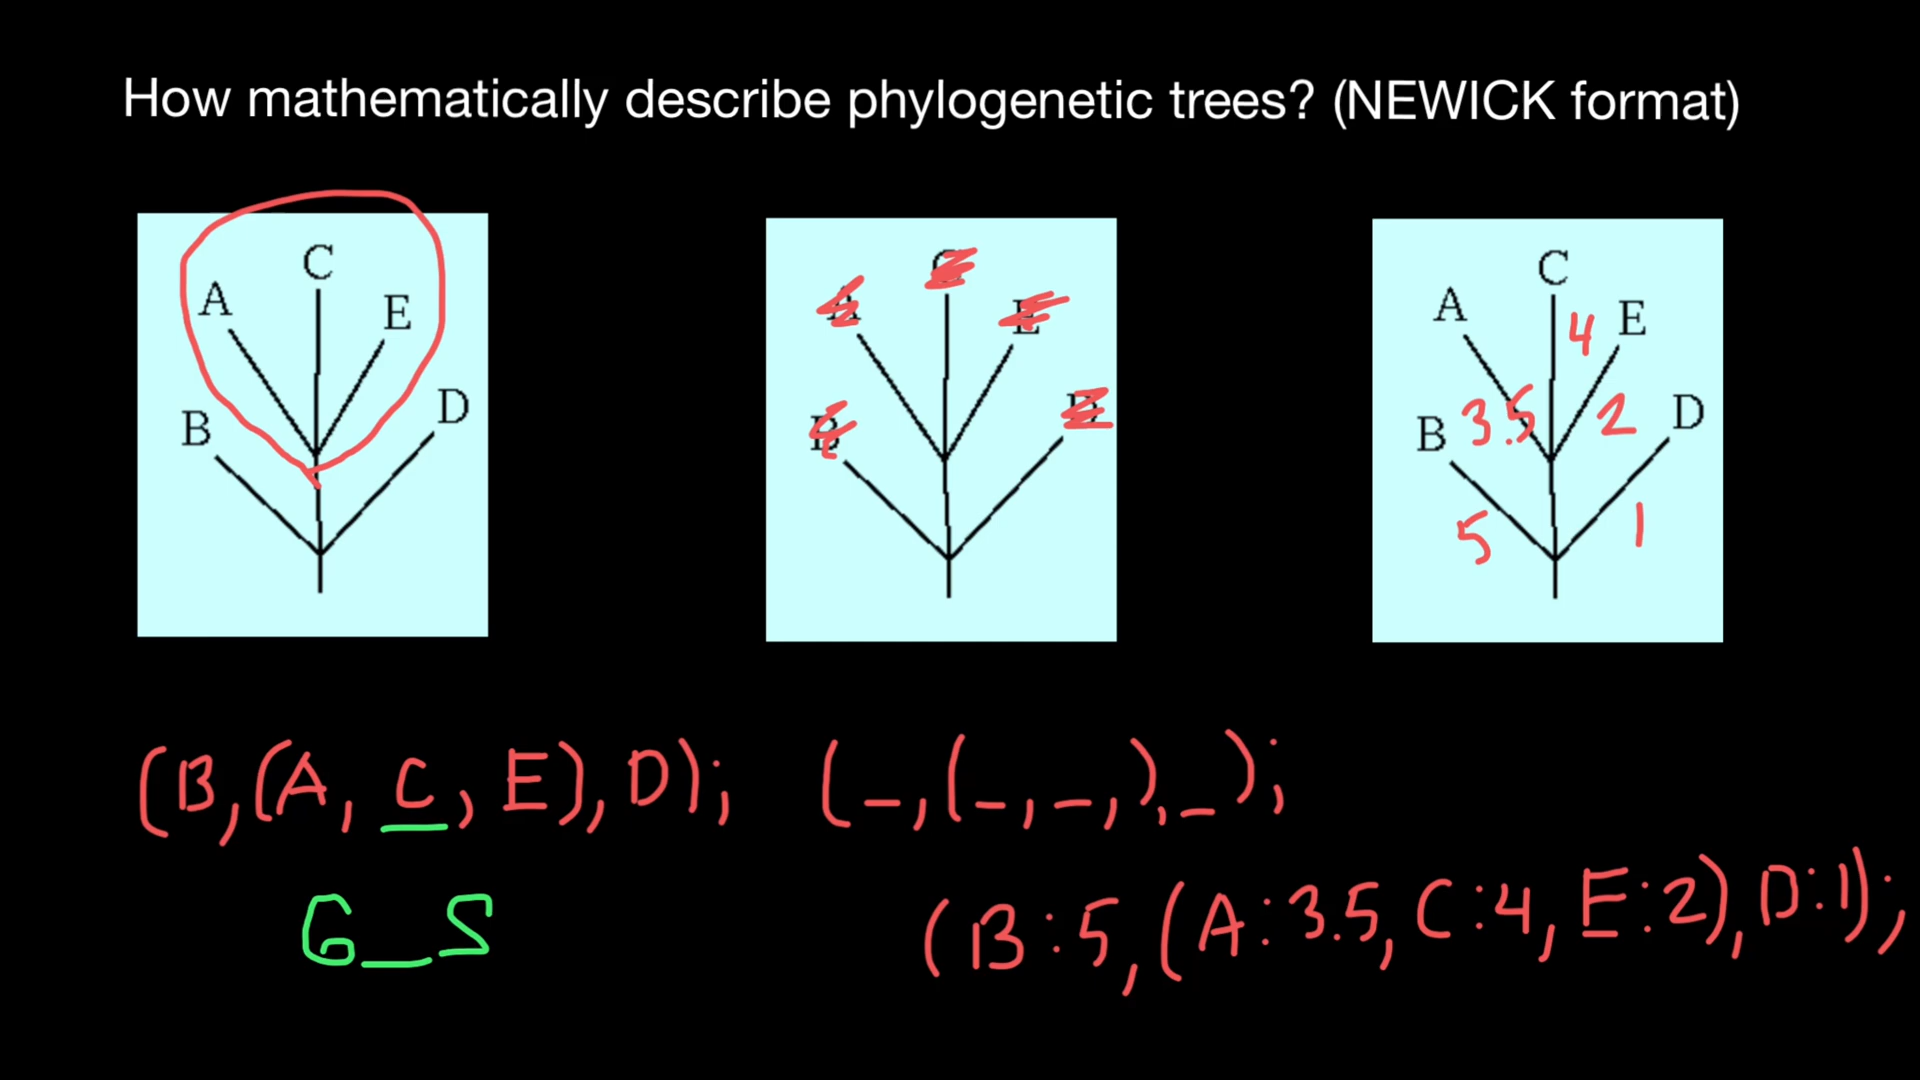 How mathematically describe phylogenetic trees? (NEWICK format)
C
A
E
B
D
C
A
E
B
D
C
A
4
E
3.5
2
B
D
5
1
(B,(A, C, E), D);
(_,(_,_,),_);
G_S
(B:5,(A:3.5, C:4, E:2), D:1);